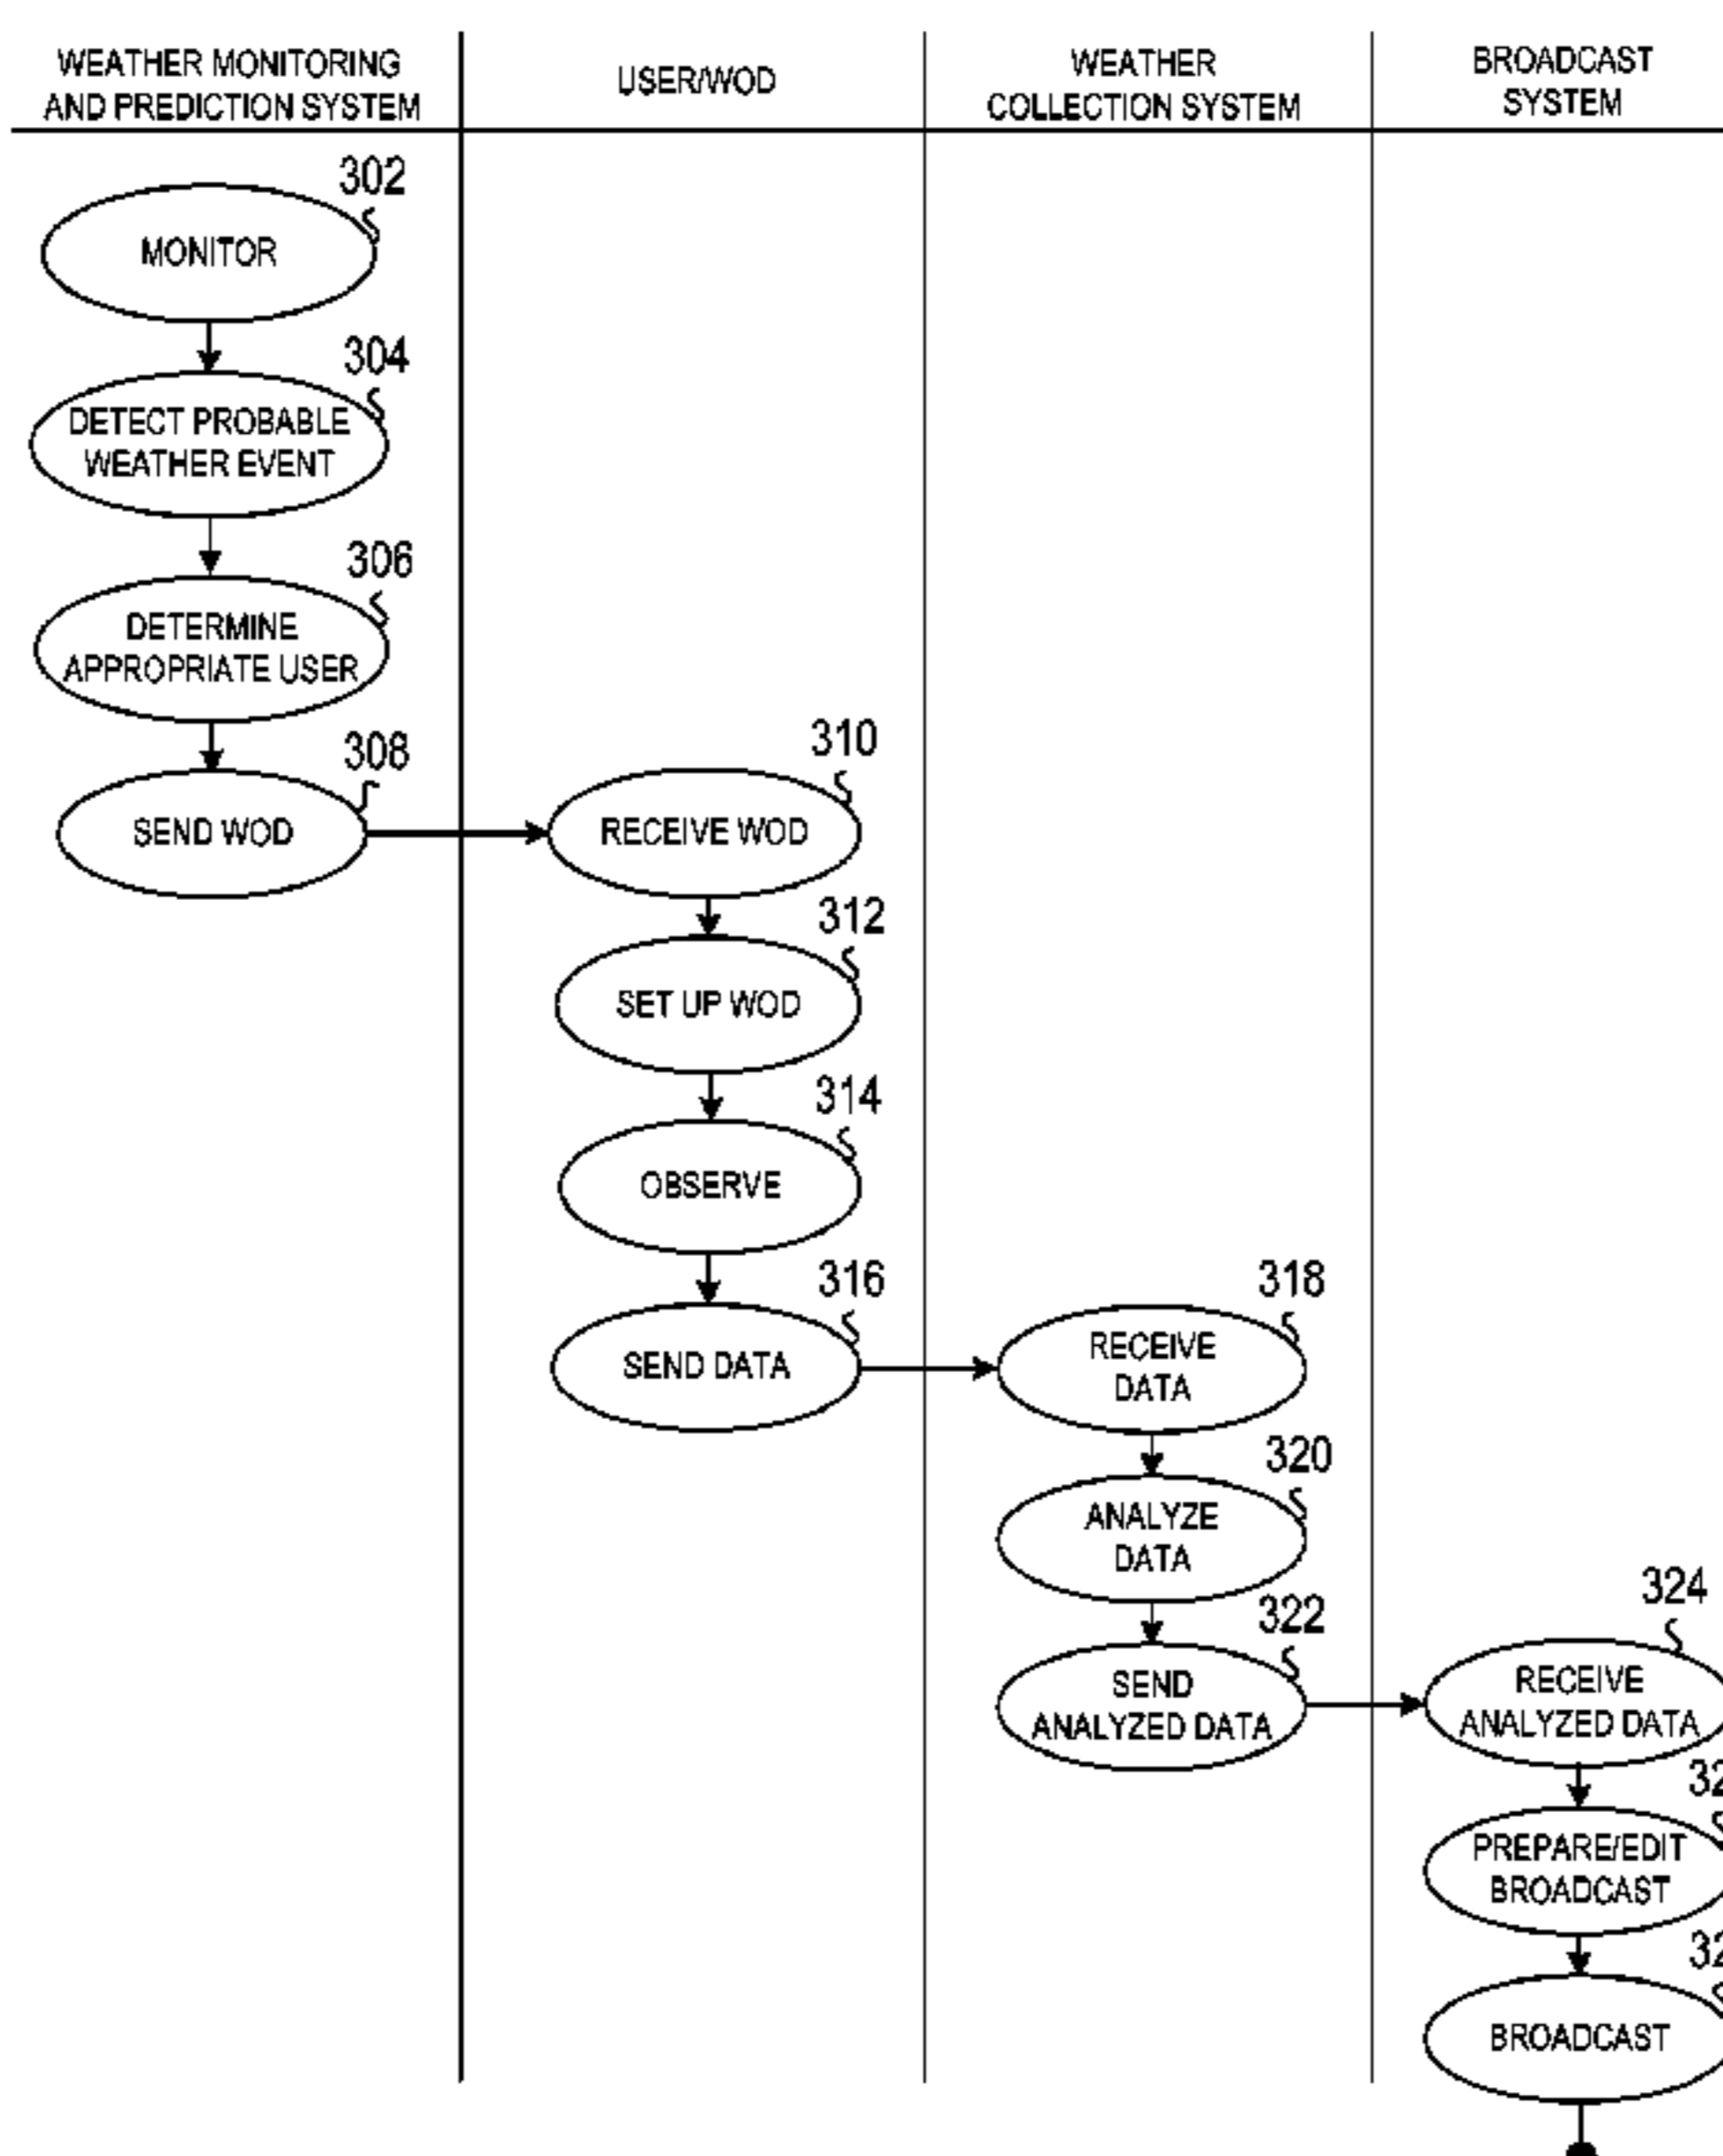 WEATHER MONITORING
AND PREDICTION SYSTEM
USER/WOD
WEATHER
COLLECTION SYSTEM
BROADCAST
SYSTEM
302
MONITOR
304
DETECT PROBABLE
WEATHER EVENT
306
DETERMINE
APPROPRIATE USER
308
SEND WOD
310
RECEIVE WOD
312
SET UP WOD
314
OBSERVE
316
SEND DATA
318
RECEIVE
DATA
320
ANALYZE
DATA
322
SEND
ANALYZED DATA
324
RECEIVE
ANALYZED DATA
PREPARE/EDIT
BROADCAST
BROADCAST